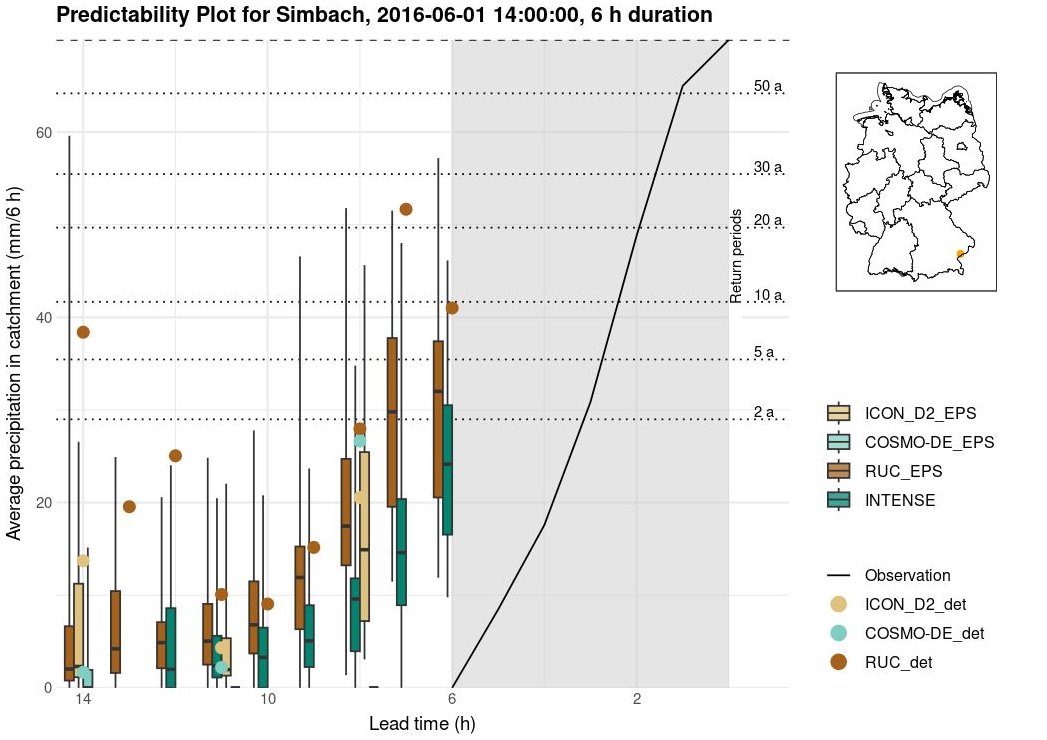 Predictability Plot for Simbach, 2016-06-01 14:00:00, 6 h duration
Average precipitation in catchment (mm/6 h)
60
40
20
0
50 a
30 a
20 a
10 a
5 a
2 a
Return periods
14
10
6
2
Lead time (h)
ICON_D2_EPS
COSMO-DE_EPS
RUC_EPS
INTENSE
Observation
ICON_D2_det
COSMO-DE_det
RUC_det